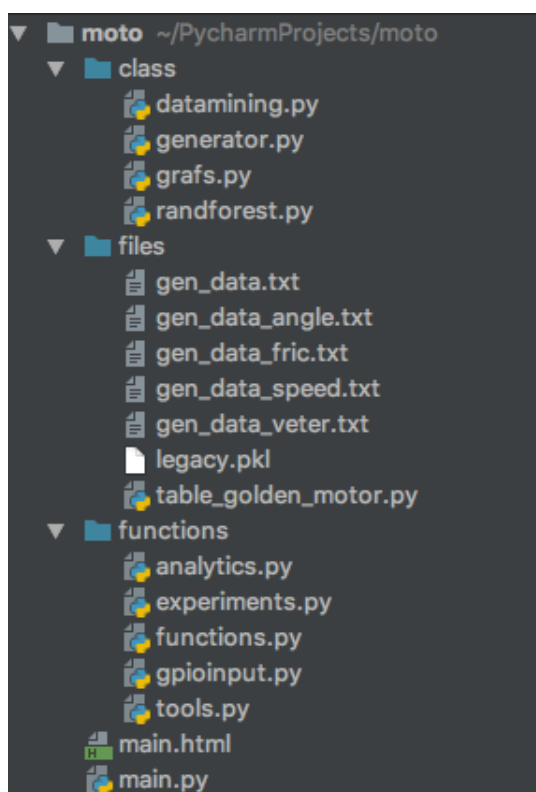 moto ~/PycharmProjects/moto
class
datamining.py
generator.py
grafs.py
randforest.py
files
gen_data.txt
gen_data_angle.txt
gen_data_fric.txt
gen_data_speed.txt
gen_data_veter.txt
legacy.pkl
table_golden_motor.py
functions
analytics.py
experiments.py
functions.py
gpioinput.py
tools.py
H main.html
main.py